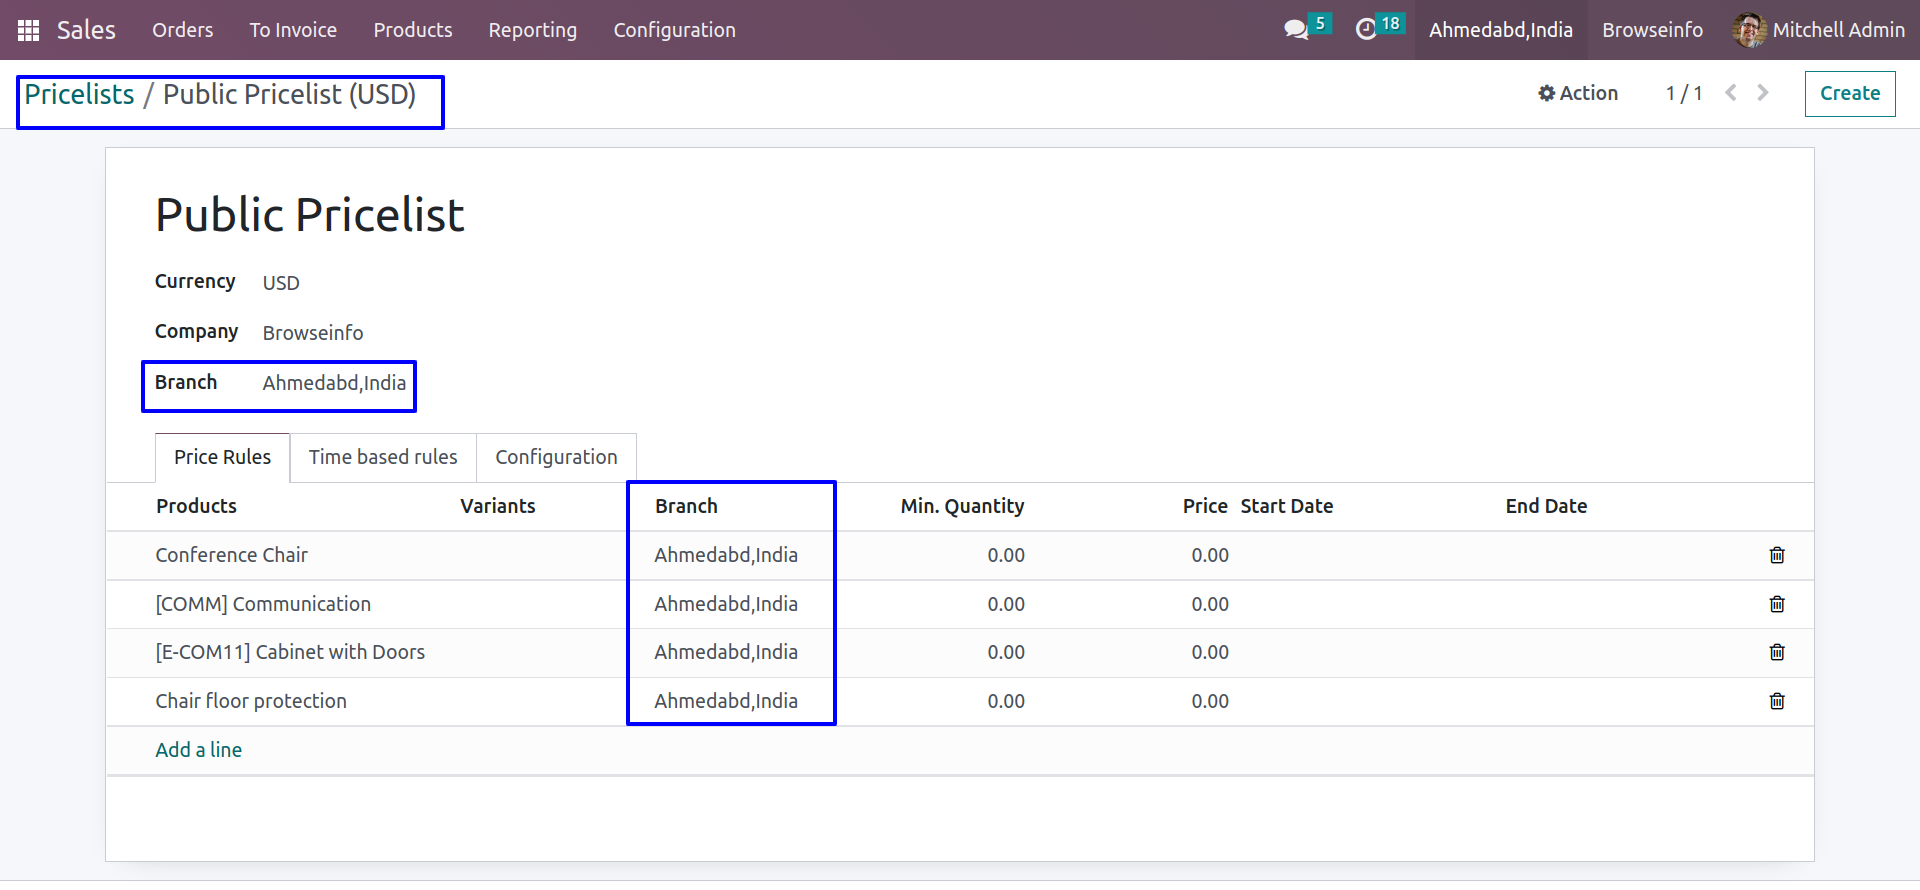 Sales Orders To Invoice Products Reporting Configuration 5 18 Ahmedabd,India Browseinfo Mitchell Admin
Pricelists / Public Pricelist (USD) Action 1 / 1 Create
Public Pricelist
Currency USD
Company Browseinfo
Branch Ahmedabd,India
Price Rules Time based rules Configuration
Products Variants Branch Min. Quantity Price Start Date End Date
Conference Chair Ahmedabd,India 0.00 0.00
[COMM] Communication Ahmedabd,India 0.00 0.00
[E-COM11] Cabinet with Doors Ahmedabd,India 0.00 0.00
Chair floor protection Ahmedabd,India 0.00 0.00
Add a line